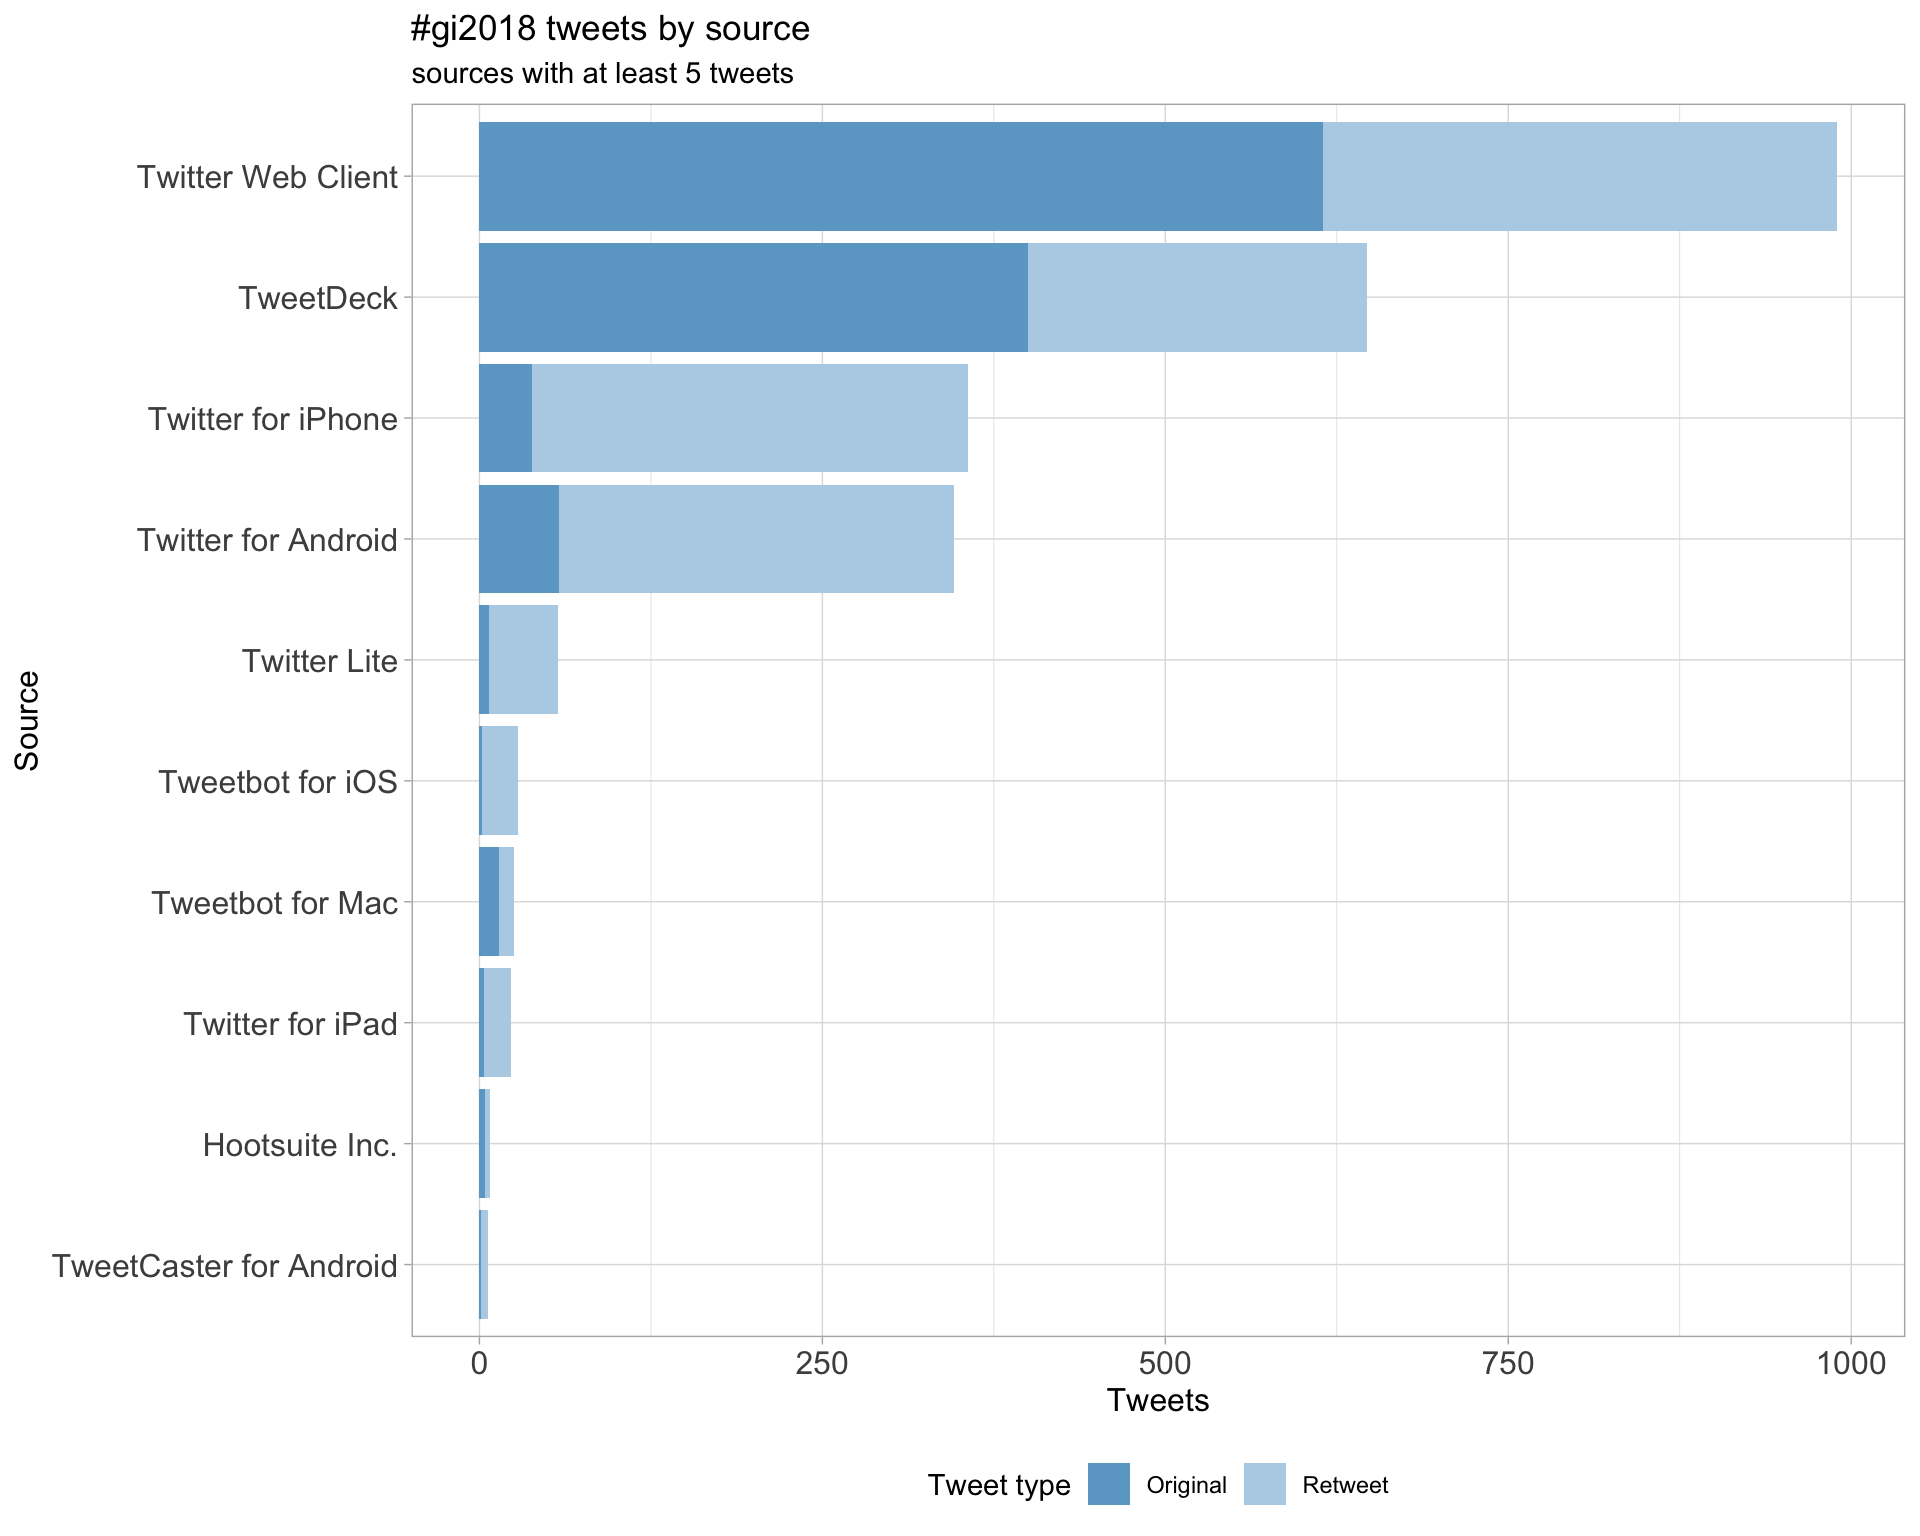 #gi2018 tweets by source
sources with at least 5 tweets
Source
Twitter Web Client
TweetDeck
Twitter for iPhone
Twitter for Android
Twitter Lite
Tweetbot for iOS
Tweetbot for Mac
Twitter for iPad
Hootsuite Inc.
TweetCaster for Android
0 250 500 750 1000
Tweets
Tweet type Original Retweet